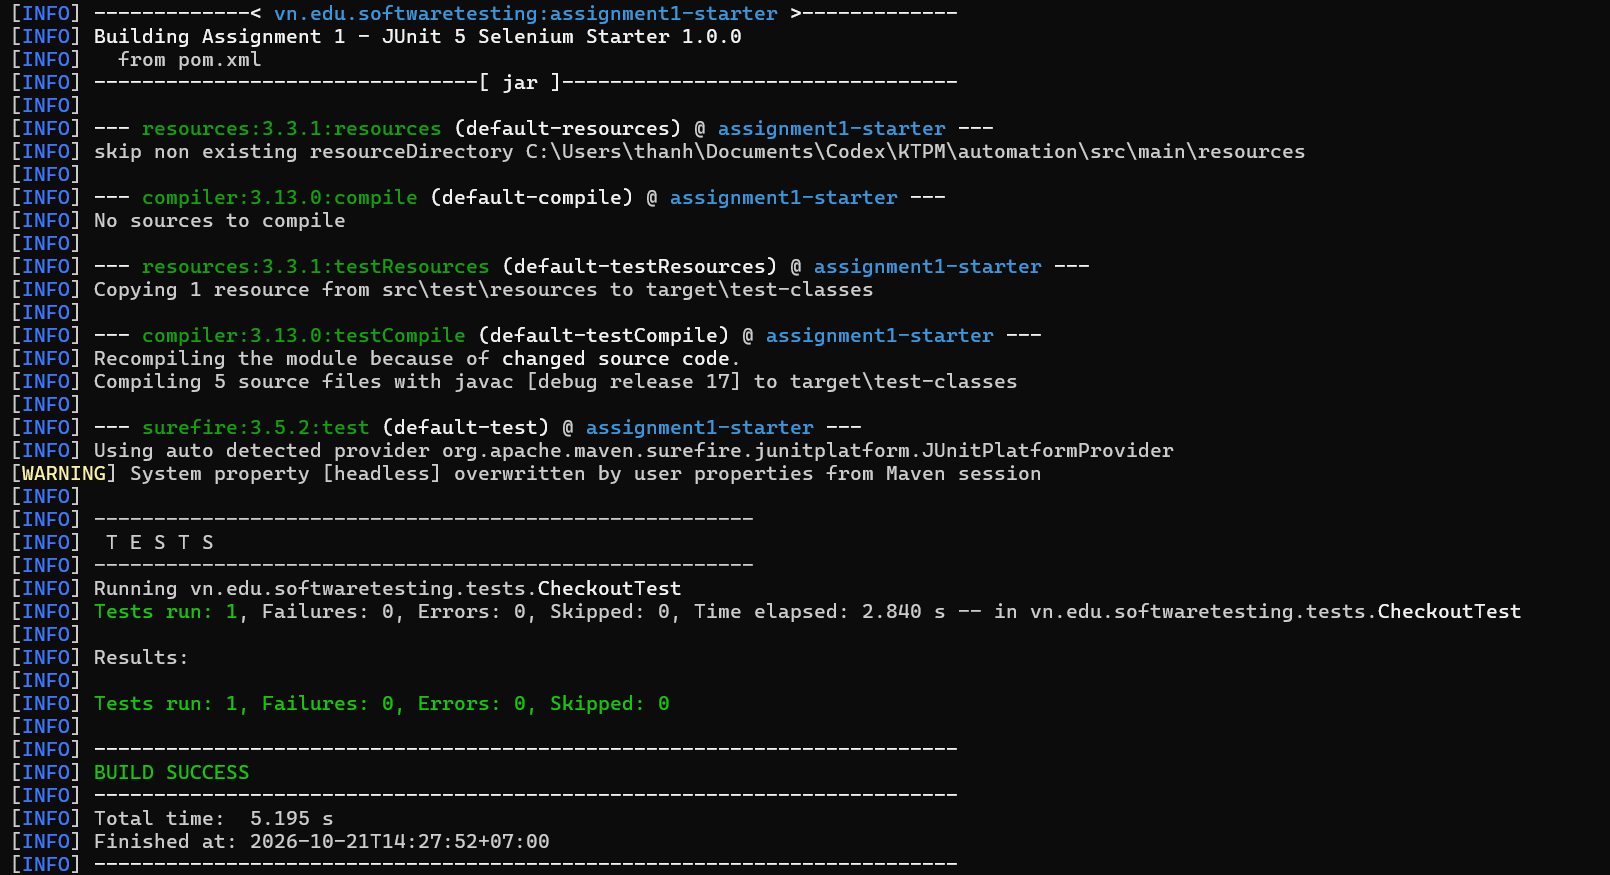 [INFO] -------------< vn.edu.softwaretesting:assignment1-starter >-------------
[INFO] Building Assignment 1 - JUnit 5 Selenium Starter 1.0.0
[INFO]   from pom.xml
[INFO] --------------------------------[ jar ]---------------------------------
[INFO]
[INFO] --- resources:3.3.1:resources (default-resources) @ assignment1-starter ---
[INFO] skip non existing resourceDirectory C:\Users\thanh\Documents\Codex\KTPM\automation\src\main\resources
[INFO]
[INFO] --- compiler:3.13.0:compile (default-compile) @ assignment1-starter ---
[INFO] No sources to compile
[INFO]
[INFO] --- resources:3.3.1:testResources (default-testResources) @ assignment1-starter ---
[INFO] Copying 1 resource from src\test\resources to target\test-classes
[INFO]
[INFO] --- compiler:3.13.0:testCompile (default-testCompile) @ assignment1-starter ---
[INFO] Recompiling the module because of changed source code.
[INFO] Compiling 5 source files with javac [debug release 17] to target\test-classes
[INFO]
[INFO] --- surefire:3.5.2:test (default-test) @ assignment1-starter ---
[INFO] Using auto detected provider org.apache.maven.surefire.junitplatform.JUnitPlatformProvider
[WARNING] System property [headless] overwritten by user properties from Maven session
[INFO]
[INFO] -------------------------------------------------------
[INFO]  T E S T S
[INFO] -------------------------------------------------------
[INFO] Running vn.edu.softwaretesting.tests.CheckoutTest
[INFO] Tests run: 1, Failures: 0, Errors: 0, Skipped: 0, Time elapsed: 2.840 s -- in vn.edu.softwaretesting.tests.CheckoutTest
[INFO]
[INFO] Results:
[INFO]
[INFO] Tests run: 1, Failures: 0, Errors: 0, Skipped: 0
[INFO]
[INFO] ------------------------------------------------------------------------
[INFO] BUILD SUCCESS
[INFO] ------------------------------------------------------------------------
[INFO] Total time:  5.195 s
[INFO] Finished at: 2026-10-21T14:27:52+07:00
[INFO] ------------------------------------------------------------------------